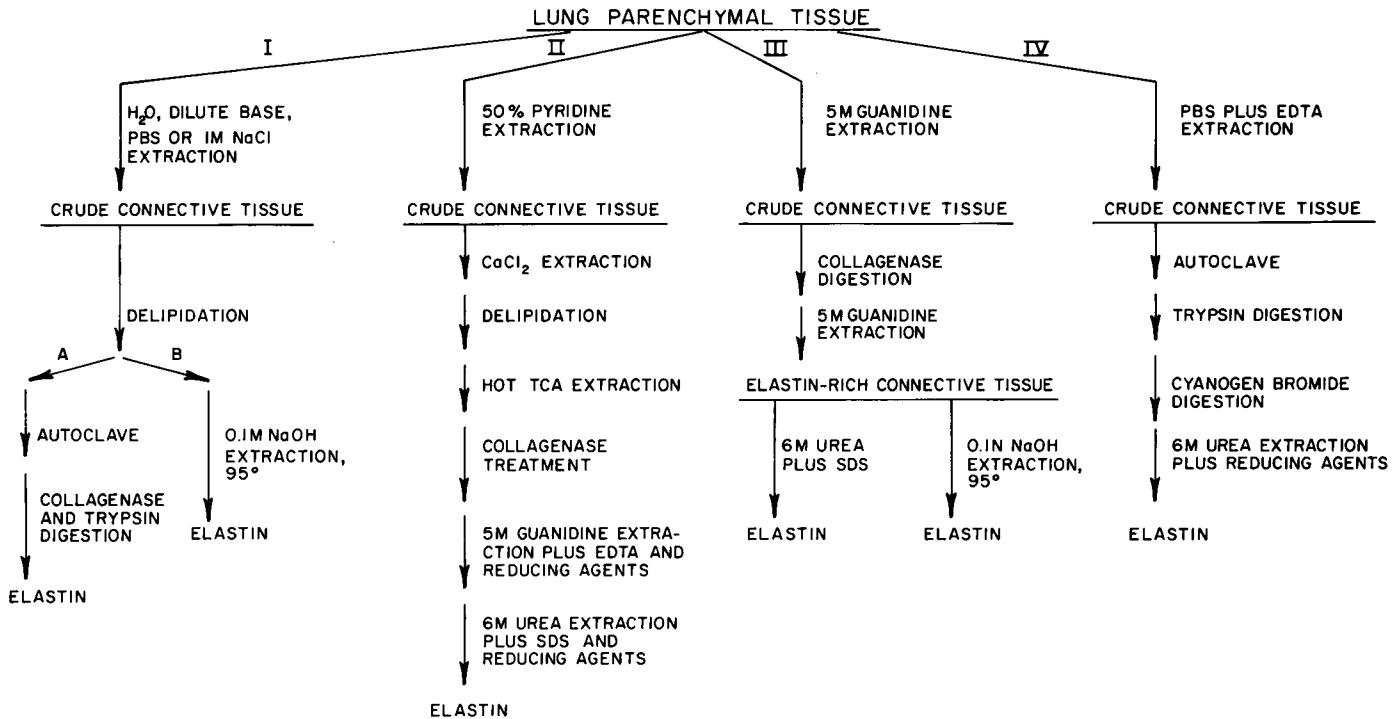 LUNG PARENCHYMAL TISSUE
I
II
III
IV
H₂O, DILUTE BASE,
PBS OR 1M NaCl
EXTRACTION
CRUDE CONNECTIVE TISSUE
DELIPIDATION
A
B
AUTOCLAVE
COLLAGENASE
AND TRYPSIN
DIGESTION
ELASTIN
0.1M NaOH
EXTRACTION,
95°
ELASTIN
50% PYRIDINE
EXTRACTION
CRUDE CONNECTIVE TISSUE
CaCl₂ EXTRACTION
DELIPIDATION
HOT TCA EXTRACTION
COLLAGENASE
TREATMENT
5M GUANIDINE EXTRA-
CTION PLUS EDTA AND
REDUCING AGENTS
6M UREA EXTRACTION
PLUS SDS AND
REDUCING AGENTS
ELASTIN
5M GUANIDINE
EXTRACTION
CRUDE CONNECTIVE TISSUE
COLLAGENASE
DIGESTION
5M GUANIDINE
EXTRACTION
ELASTIN-RICH CONNECTIVE TISSUE
6M UREA
PLUS SDS
ELASTIN
0.1N NaOH
EXTRACTION,
95°
ELASTIN
PBS PLUS EDTA
EXTRACTION
CRUDE CONNECTIVE TISSUE
AUTOCLAVE
TRYPSIN DIGESTION
CYANOGEN BROMIDE
DIGESTION
6M UREA EXTRACTION
PLUS REDUCING AGENTS
ELASTIN